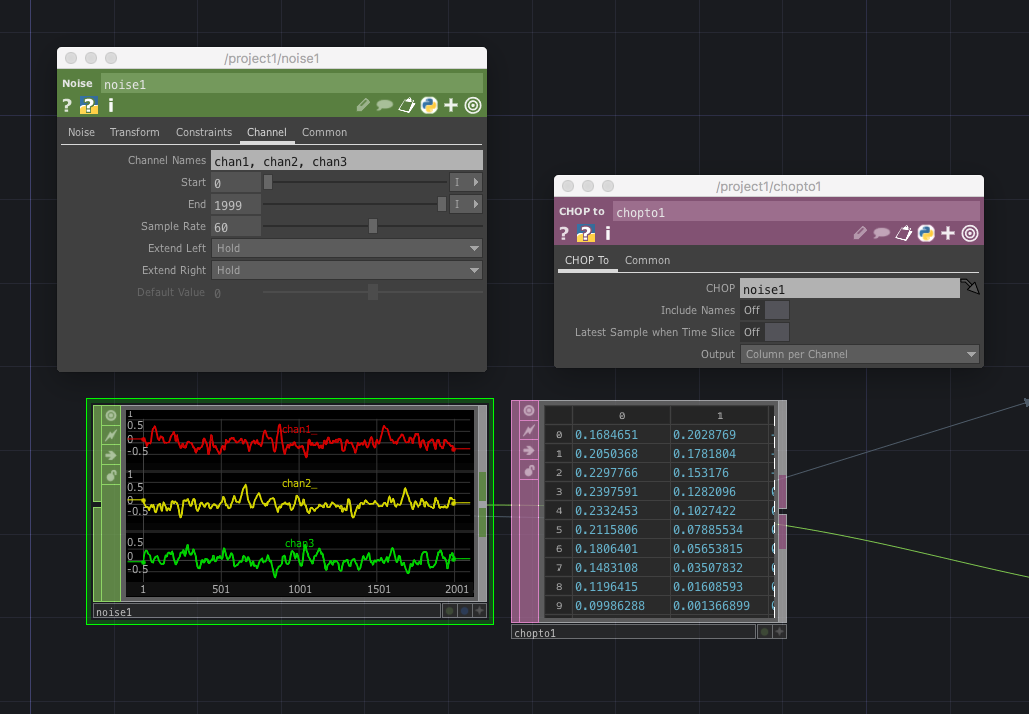 /project1/noise1
Noise noise1
? ? i
Noise Transform Constraints Channel Common
Channel Names chan1, chan2, chan3
Start 0
End 1999
Sample Rate 60
Extend Left Hold
Extend Right Hold
Default Value 0
/project1/chopto1
CHOP to chopto1
? ? i
CHOP To Common
CHOP noise1
Include Names Off
Latest Sample when Time Slice Off
Output Column per Channel
1
0.5
0
-0.5
chan1_
1
0.5
0
-0.5
chan2_
0.5
0
-0.5
chan3
1 501 1001 1501 2001
noise1
0 1
0 0.1684651 0.2028769
1 0.2050368 0.1781804
2 0.2297766 0.153176
3 0.2397591 0.1282096
4 0.2332453 0.1027422
5 0.2115806 0.07885534
6 0.1806401 0.05653815
7 0.1483108 0.03507832
8 0.1196415 0.01608593
9 0.09986288 0.001366899
chopto1